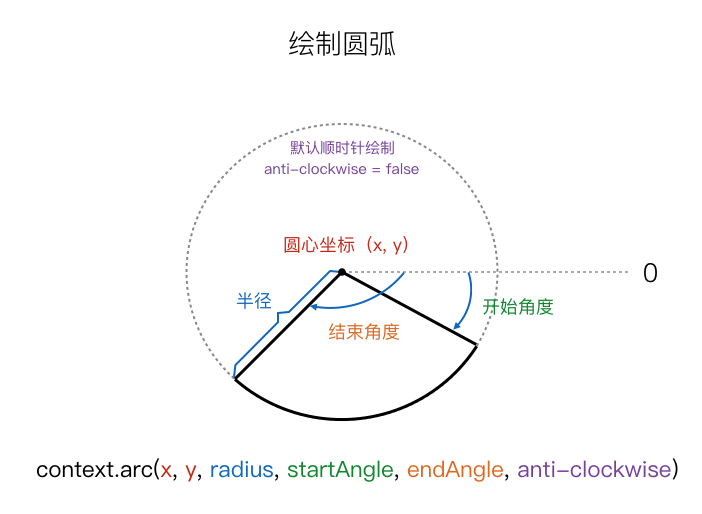 绘制圆弧
默认顺时针绘制
anti-clockwise = false
圆心坐标（x, y）
0
半径
开始角度
结束角度
context.arc(x, y, radius, startAngle, endAngle, anti-clockwise)